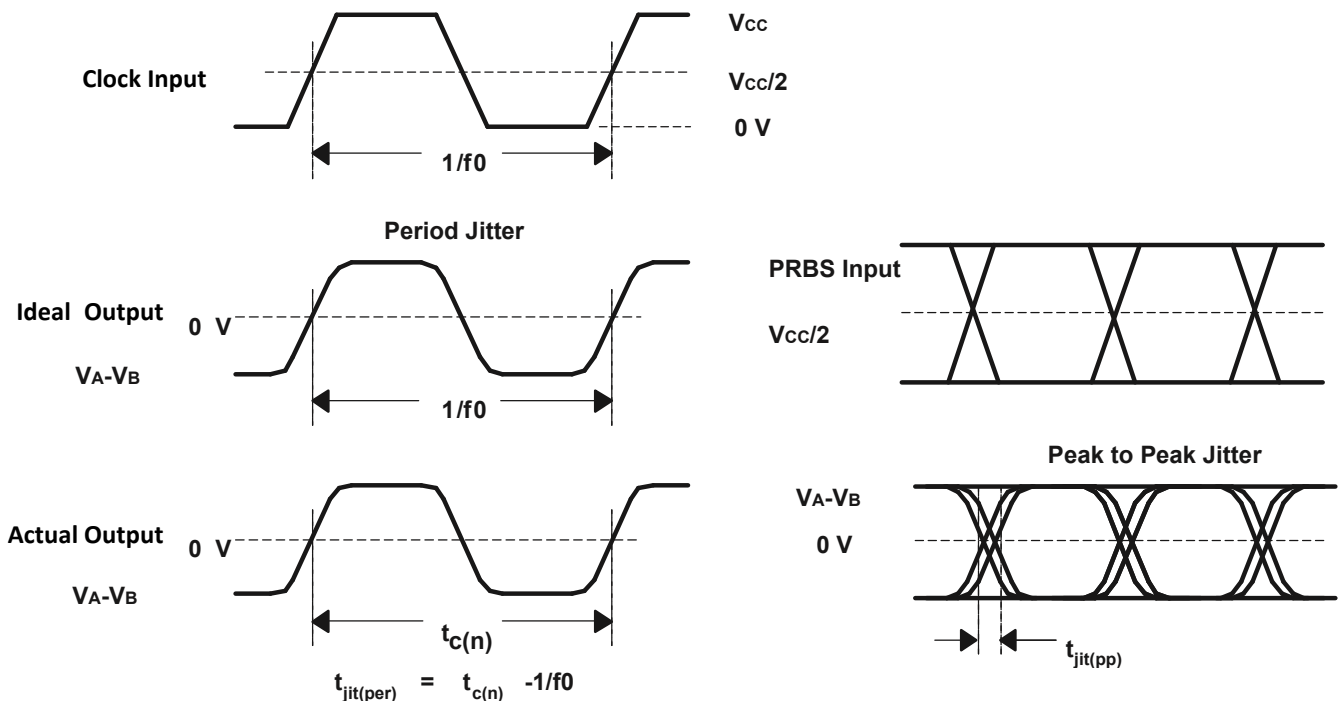 Clock Input
VCC
VCC/2
0 V
1/f0
Period Jitter
Ideal Output
0 V
VA-VB
1/f0
Actual Output
0 V
VA-VB
tc(n)
tjit(per) = tc(n) -1/f0
PRBS Input
VCC/2
Peak to Peak Jitter
VA-VB
0 V
tjit(pp)